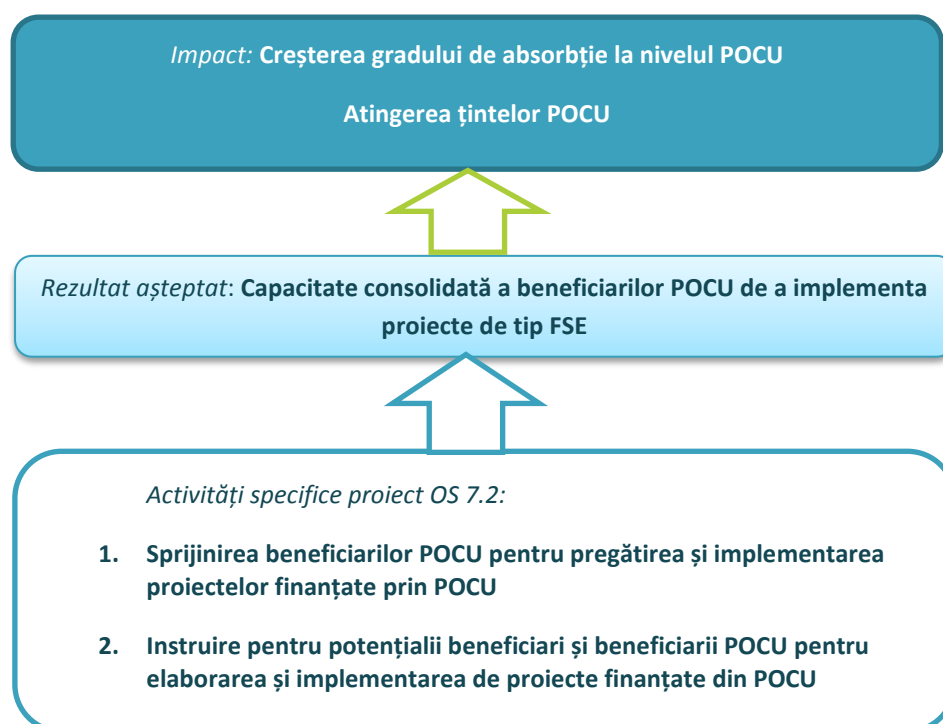 Impact: Creșterea gradului de absorbție la nivelul POCU
Atingerea țintelor POCU
Rezultat așteptat: Capacitate consolidată a beneficiarilor POCU de a implementa
proiecte de tip FSE
Activități specifice proiect OS 7.2:
1. Sprijinirea beneficiarilor POCU pentru pregătirea și implementarea
proiectelor finanțate prin POCU
2. Instruire pentru potențialii beneficiari și beneficiarii POCU pentru
elaborarea și implementarea de proiecte finanțate din POCU